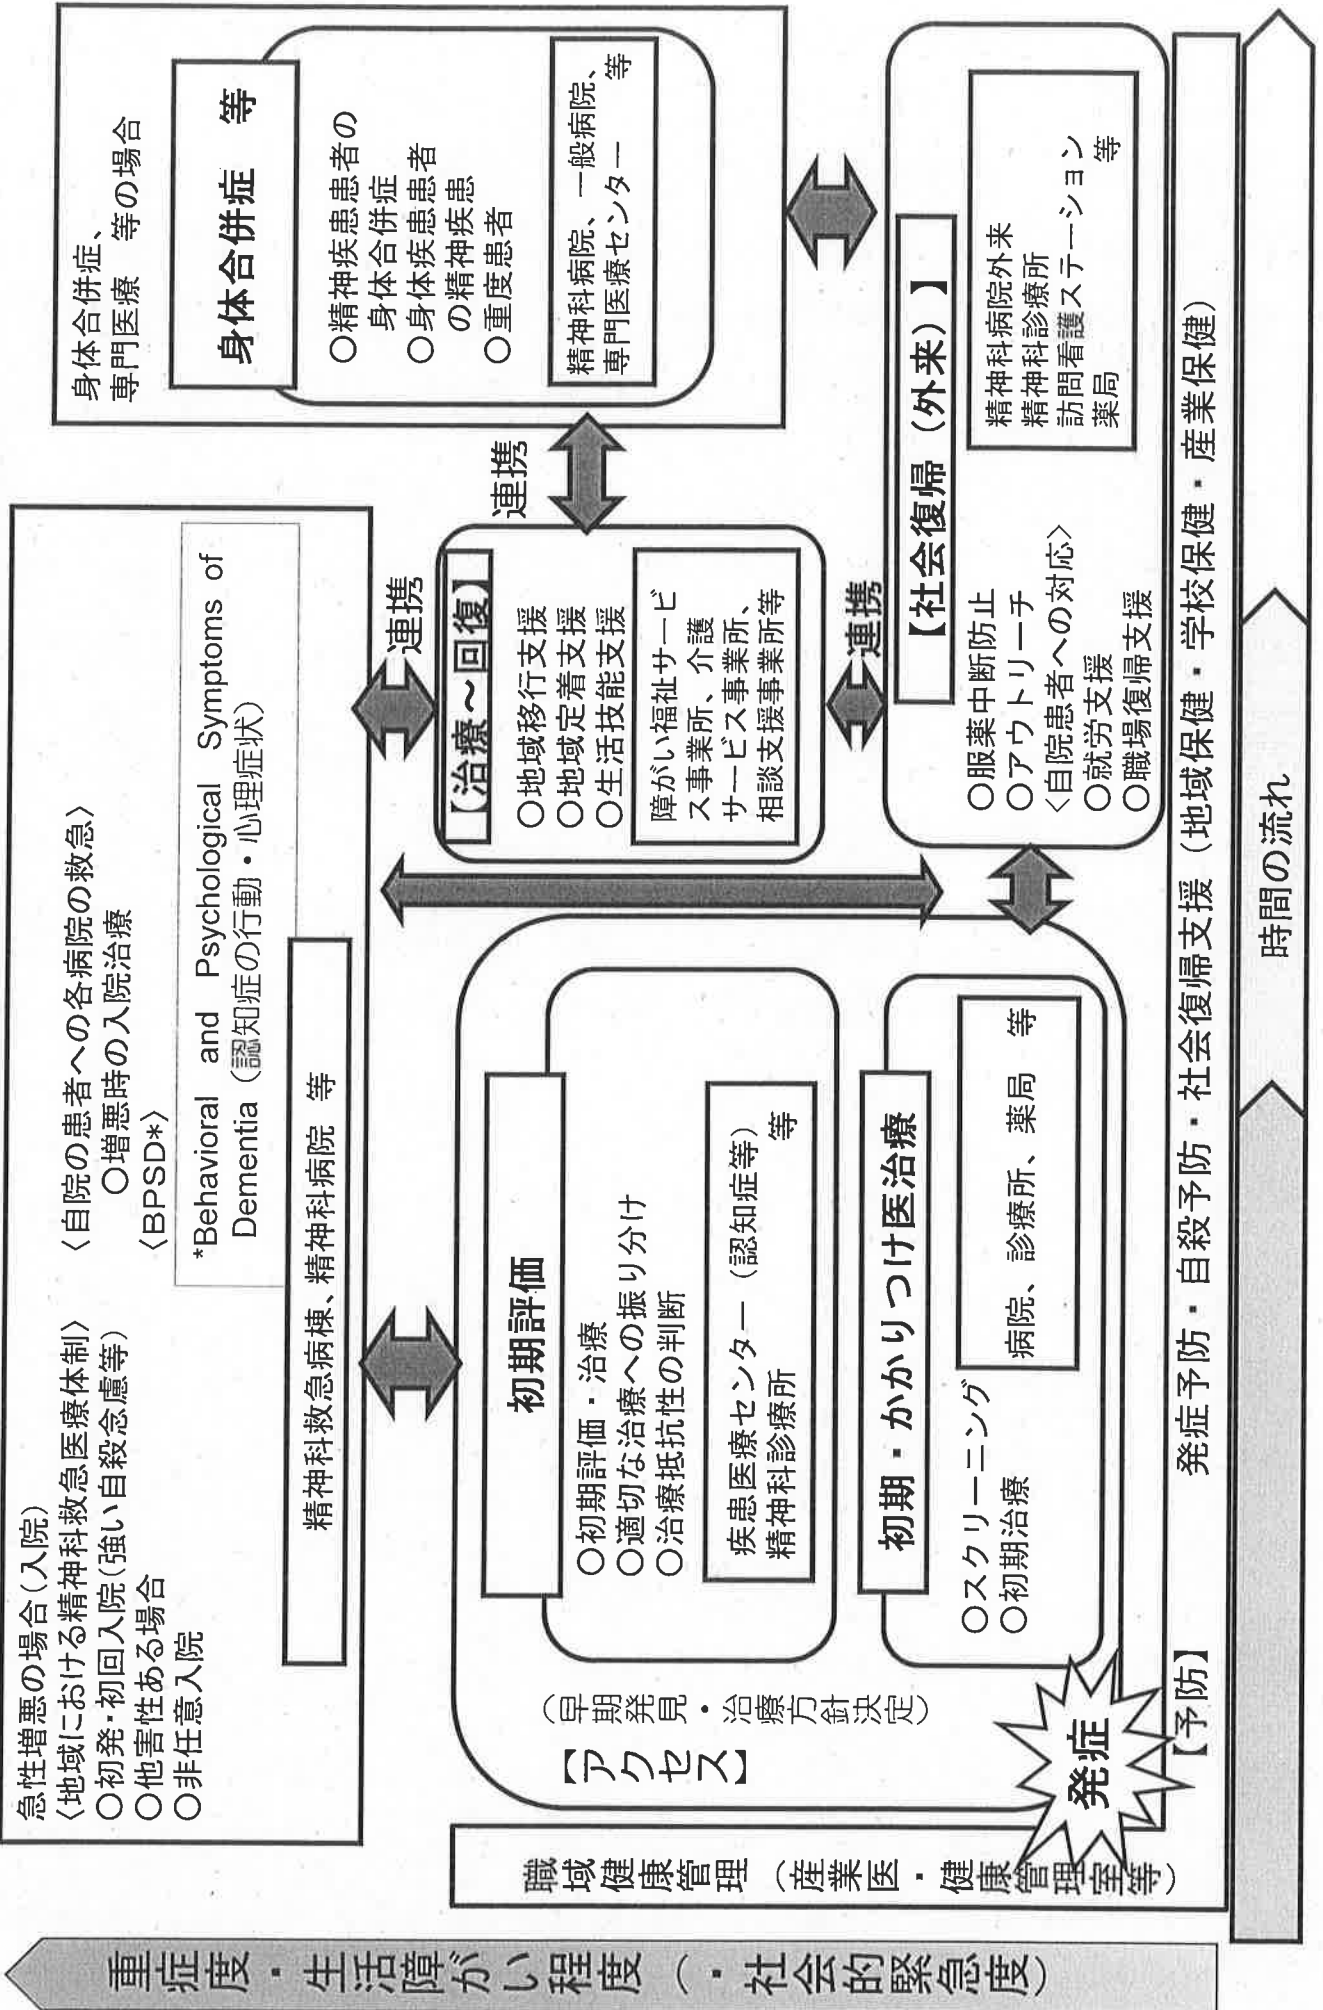 重症度・生活障がい程度（・社会的緊急度）
急性増悪の場合（入院）
〈地域における精神科救急医療体制〉
○初発・初回入院（強い自殺念慮等）
○他害性ある場合
○非任意入院
〈自院の患者への各病院の救急〉
○増悪時の入院治療
〈BPSD*〉
*Behavioral and Psychological Symptoms of
Dementia（認知症の行動・心理症状）
精神科救急病棟、精神科病院 等
身体合併症、
専門医療 等の場合
身体合併症 等
○精神疾患患者の
身体合併症
○身体疾患患者
の精神疾患
○重度患者
精神科病院、一般病院、
専門医療センター 等
連携
連携
【治療～回復】
○地域移行支援
○地域定着支援
○生活技能支援
障がい福祉サービ
ス事業所、介護
サービス事業所、
相談支援事業所等
連携
職域健康管理（産業医・健康管理室等）
【アクセス】
（早期発見・治療方針決定）
初期評価
○初期評価・治療
○適切な治療への振り分け
○治療抵抗性の判断
疾患医療センター（認知症等）
精神科診療所 等
初期・かかりつけ医治療
○スクリーニング
○初期治療
病院、診療所、薬局 等
発症
【社会復帰（外来）】
○服薬中断防止
○アウトリーチ
〈自院患者への対応〉
○就労支援
○職場復帰支援
精神科病院外来
精神科診療所
訪問看護ステーション
薬局 等
【予防】 発症予防・自殺予防・社会復帰支援（地域保健・学校保健・産業保健）
時間の流れ